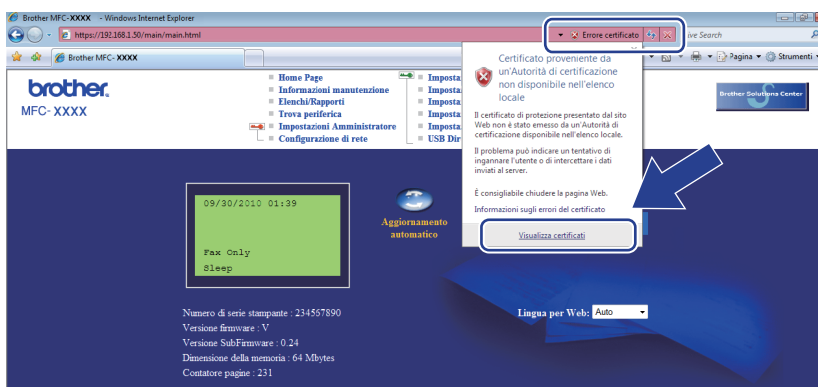 Brother MFC-XXXX - Windows Internet Explorer
https://192.168.1.50/main/main.html
Errore certificato
ive Search
Brother MFC-XXXX
Pagina
Strumenti
brother
MFC-XXXX
Home Page
Informazioni manutenzione
Elenchi/Rapporti
Trova periferica
Impostazioni Amministratore
Configurazione di rete
Imposta
Imposta
Imposta
Imposta
Imposta
USB Dir
Brother Solutions Center
Certificato proveniente da
un'Autorità di certificazione
non disponibile nell'elenco
locale
Il certificato di protezione presentato dal sito
Web non è stato emesso da un'Autorità di
certificazione disponibile nell'elenco locale.
Il problema può indicare un tentativo di
ingannare l'utente o di intercettare i dati
inviati al server.
È consigliabile chiudere la pagina Web.
Informazioni sugli errori del certificato
Visualizza certificati
09/30/2010 01:39
Fax Only
Sleep
Aggiornamento
automatico
Numero di serie stampante : 234567890
Versione firmware : V
Versione SubFirmware : 0.24
Dimensione della memoria : 64 Mbytes
Contatore pagine : 231
Lingua per Web: Auto